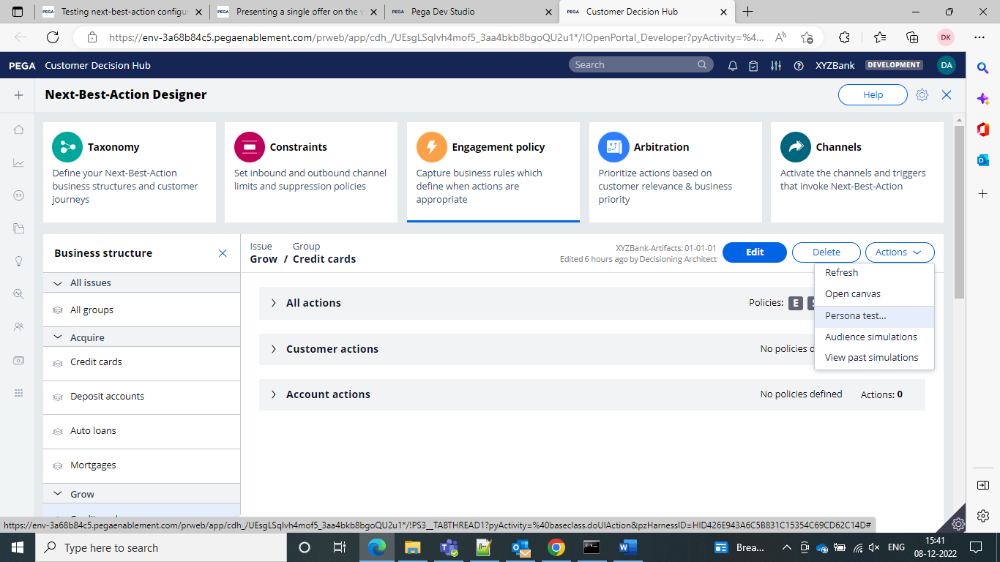 PEGA Testing next-best-action configur
PEGA Presenting a single offer on the w
PEGA Pega Dev Studio
PEGA Customer Decision Hub
https://env-3a68b84c5.pegaenablement.com/prweb/app/cdh_/UEsgLSqIvh4mof5_3aa4bkb8bgoQU2u1*/!OpenPortal_Developer?pyActivity=%4...
DK
PEGA Customer Decision Hub
Search
XYZBank DEVELOPMENT DA
Next-Best-Action Designer
Help
Taxonomy
Define your Next-Best-Action
business structures and customer
journeys
Constraints
Set inbound and outbound channel
limits and suppression policies
Engagement policy
Capture business rules which
define when actions are
appropriate
Arbitration
Prioritize actions based on
customer relevance & business
priority
Channels
Activate the channels and triggers
that invoke Next-Best-Action
Business structure
All issues
All groups
Acquire
Credit cards
Deposit accounts
Auto loans
Mortgages
Grow
Issue Group
Grow / Credit cards
XYZBank-Artifacts: 01-01-01
Edited 6 hours ago by Decisioning Architect
Edit
Delete
Actions
Refresh
Open canvas
Persona test...
Audience simulations
View past simulations
All actions Policies: E S
Customer actions No policies d
Account actions No policies defined Actions: 0
https://env-3a68b84c5.pegaenablement.com/prweb/app/cdh_/UEsgLSqIvh4mof5_3aa4bkb8bgoQU2u1*/!PS3__TABTHREAD1?pyActivity=%40baseclass.doUIAction&pzHarnessID=HID426E943A6C5B831C15354C69CD62C14D#
Type here to search
Brea...
ENG
15:41
08-12-2022